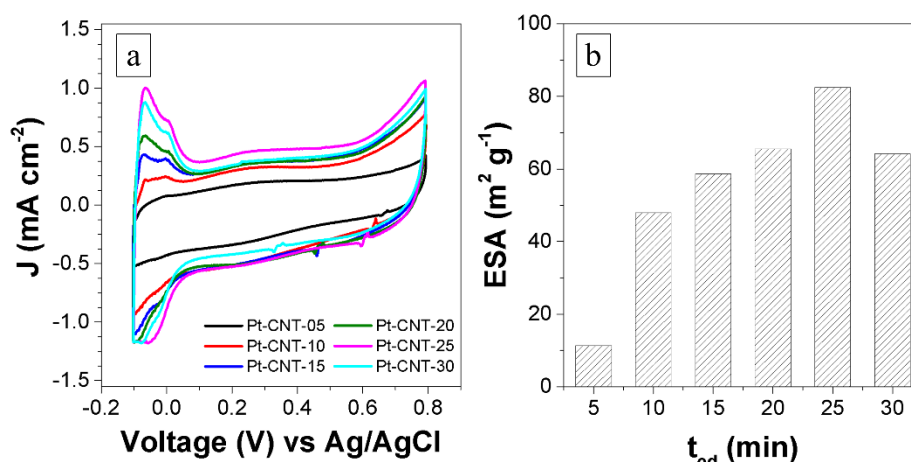 a
1.5
1.0
0.5
0.0
-0.5
-1.0
-1.5
J (mA cm-2)
Pt-CNT-05
Pt-CNT-10
Pt-CNT-15
Pt-CNT-20
Pt-CNT-25
Pt-CNT-30
-0.2 0.0 0.2 0.4 0.6 0.8
Voltage (V) vs Ag/AgCl
b
100
80
60
40
20
0
ESA (m2 g-1)
5 10 15 20 25 30
t (min)